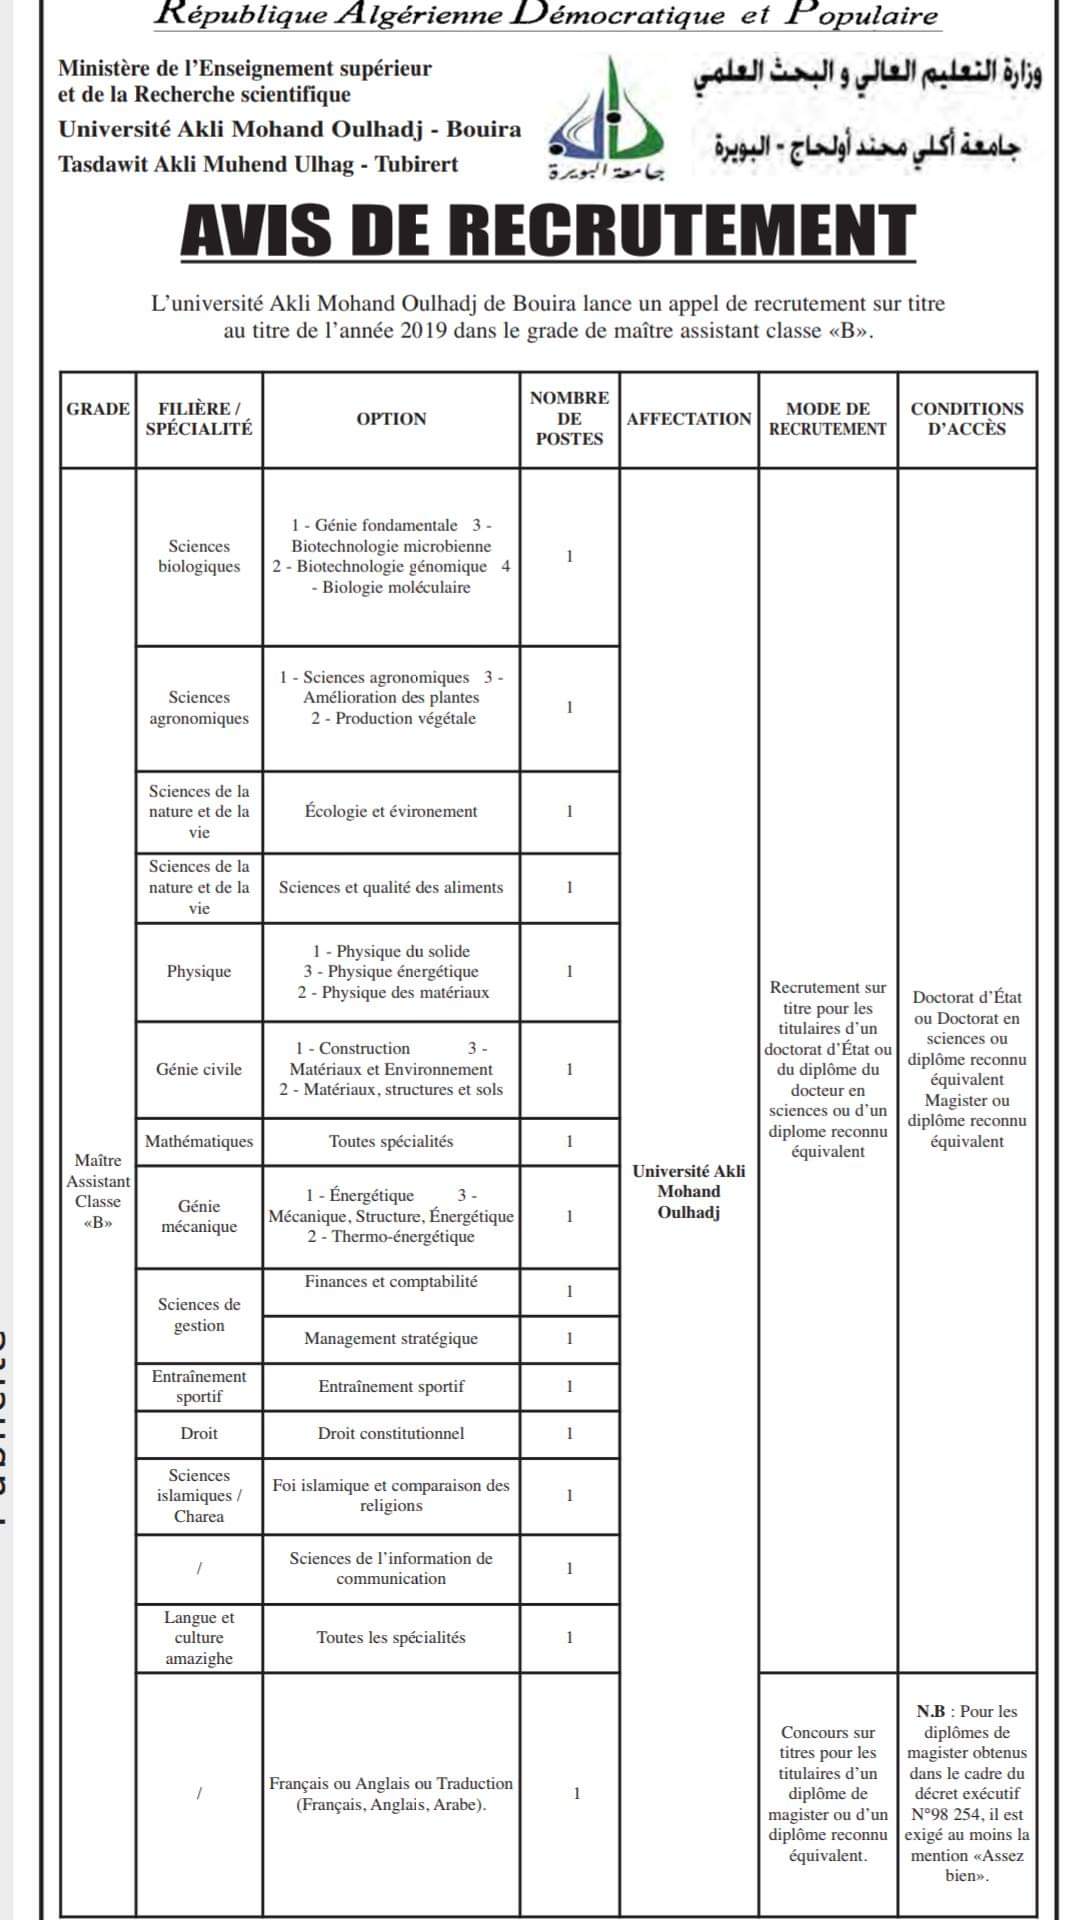 République Algérienne Démocratique et Populaire
Ministère de l’Enseignement supérieur
et de la Recherche scientifique
Université Akli Mohand Oulhadj - Bouira
Tasdawit Akli Muhend Ulhag - Tubirert
جامعة البويرة
وزارة التعليم العالي و البحث العلمي
جامعة أكلي محند أولحاج - البويرة
AVIS DE RECRUTEMENT
L’université Akli Mohand Oulhadj de Bouira lance un appel de recrutement sur titre
au titre de l’année 2019 dans le grade de maître assistant classe «B».
GRADE
FILIÈRE /
SPÉCIALITÉ
OPTION
NOMBRE
DE
POSTES
AFFECTATION
MODE DE
RECRUTEMENT
CONDITIONS
D’ACCÈS
Maître
Assistant
Classe
«B»
Sciences
biologiques
1 - Génie fondamentale 3 -
Biotechnologie microbienne
2 - Biotechnologie génomique 4
- Biologie moléculaire
1
Sciences
agronomiques
1 - Sciences agronomiques 3 -
Amélioration des plantes
2 - Production végétale
1
Sciences de la
nature et de la
vie
Écologie et évironement
1
Sciences de la
nature et de la
vie
Sciences et qualité des aliments
1
Physique
1 - Physique du solide
3 - Physique énergétique
2 - Physique des matériaux
1
Génie civile
1 - Construction 3 -
Matériaux et Environnement
2 - Matériaux, structures et sols
1
Mathématiques
Toutes spécialités
1
Génie
mécanique
1 - Énergétique 3 -
Mécanique, Structure, Énergétique
2 - Thermo-énergétique
1
Sciences de
gestion
Finances et comptabilité
1
Management stratégique
1
Entraînement
sportif
Entraînement sportif
1
Droit
Droit constitutionnel
1
Sciences
islamiques /
Charea
Foi islamique et comparaison des
religions
1
/
Sciences de l’information de
communication
1
Langue et
culture
amazighe
Toutes les spécialités
1
/
Français ou Anglais ou Traduction
(Français, Anglais, Arabe).
1
Université Akli
Mohand
Oulhadj
Recrutement sur
titre pour les
titulaires d’un
doctorat d’État ou
du diplôme du
docteur en
sciences ou d’un
diplome reconnu
équivalent
Doctorat d’État
ou Doctorat en
sciences ou
diplôme reconnu
équivalent
Magister ou
diplôme reconnu
équivalent
Concours sur
titres pour les
titulaires d’un
diplôme de
magister ou d’un
diplôme reconnu
équivalent.
N.B : Pour les
diplômes de
magister obtenus
dans le cadre du
décret exécutif
N°98 254, il est
exigé au moins la
mention «Assez
bien».